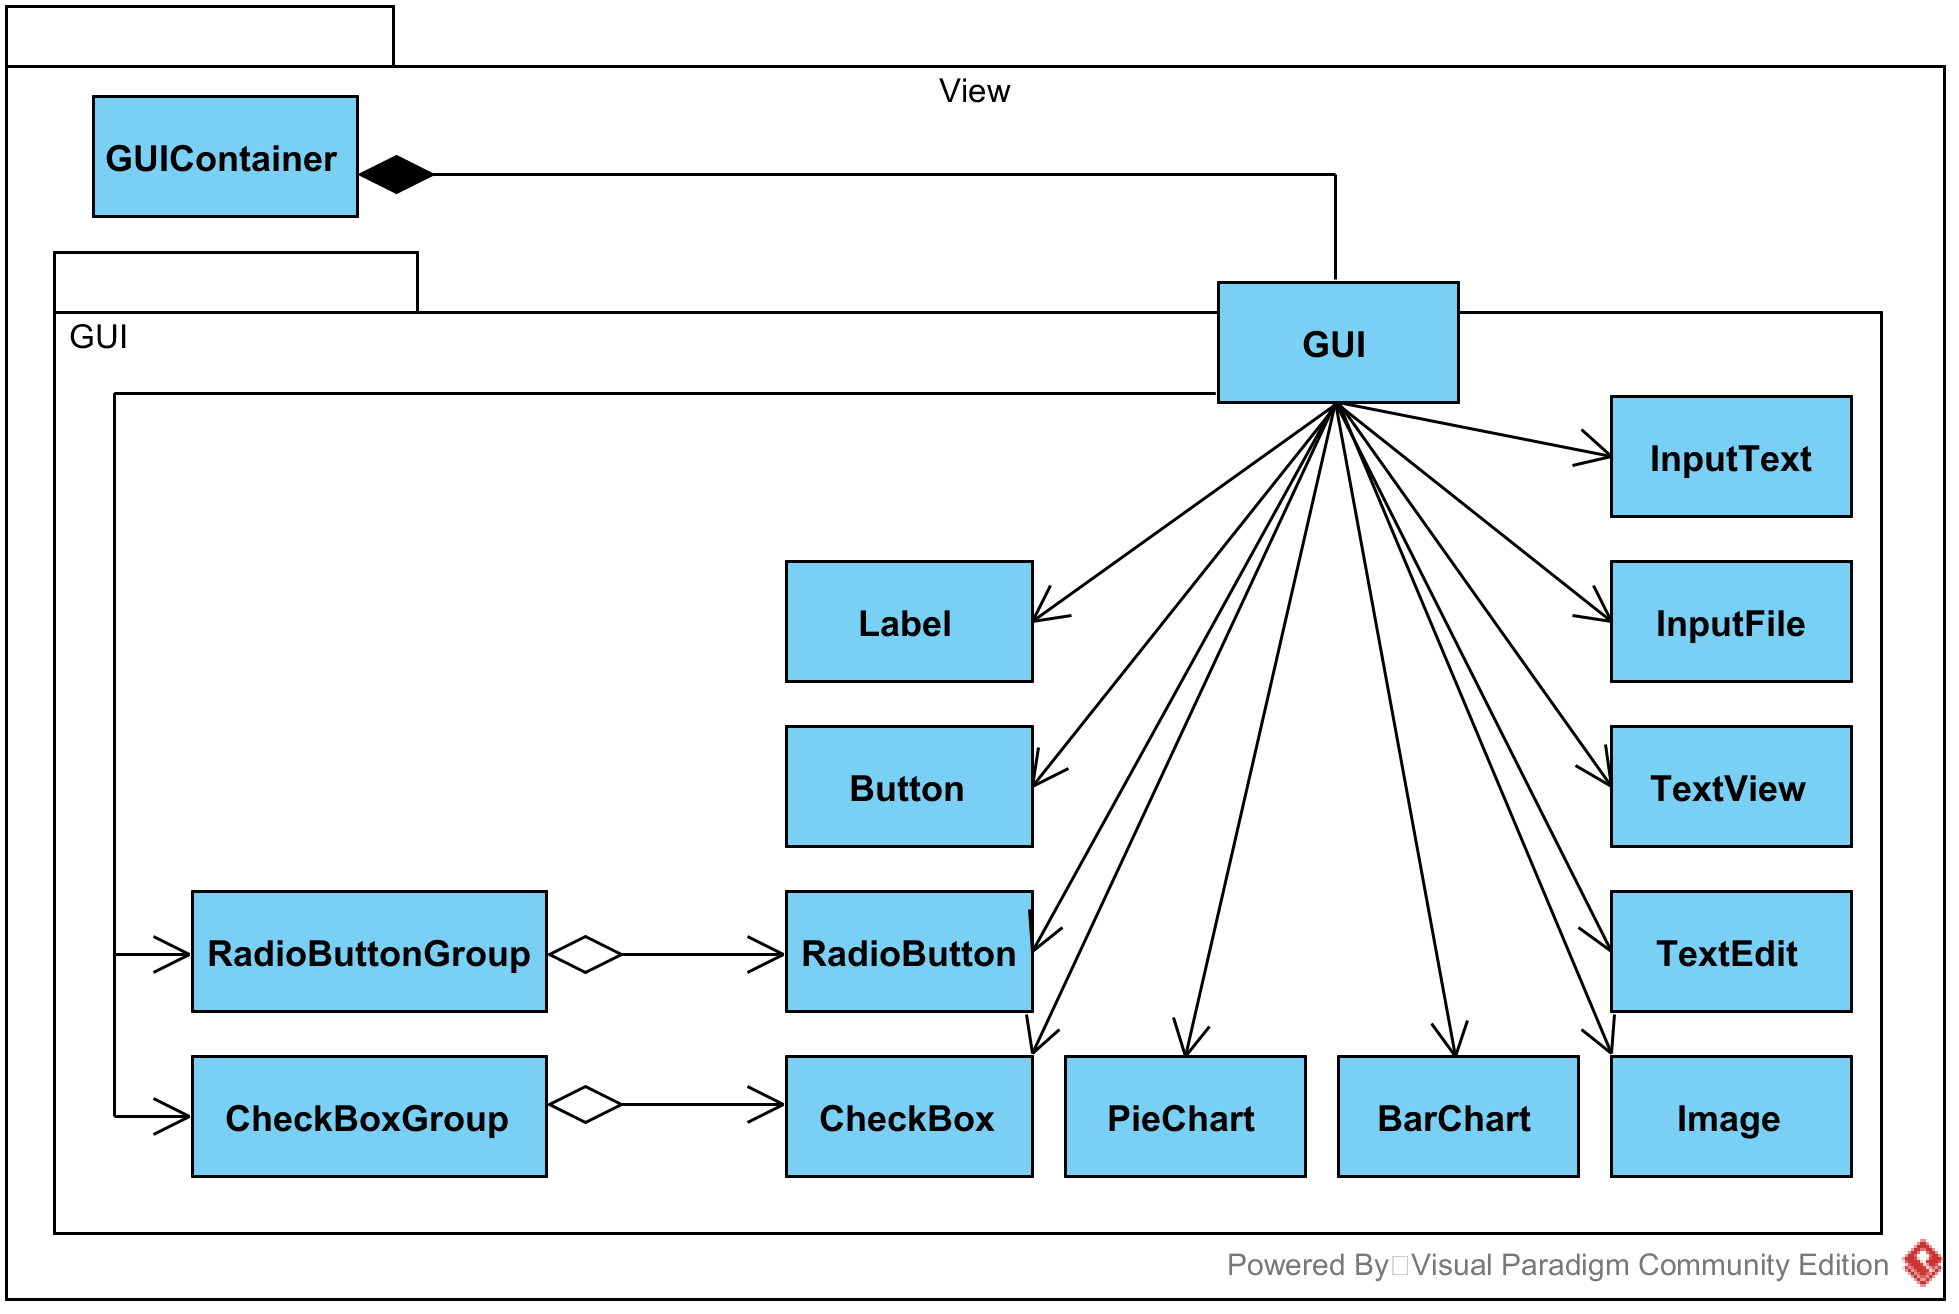 View
GUIContainer
GUI
GUI
InputText
Label
InputFile
Button
TextView
RadioButtonGroup
RadioButton
TextEdit
CheckBoxGroup
CheckBox
PieChart
BarChart
Image
Powered By Visual Paradigm Community Edition